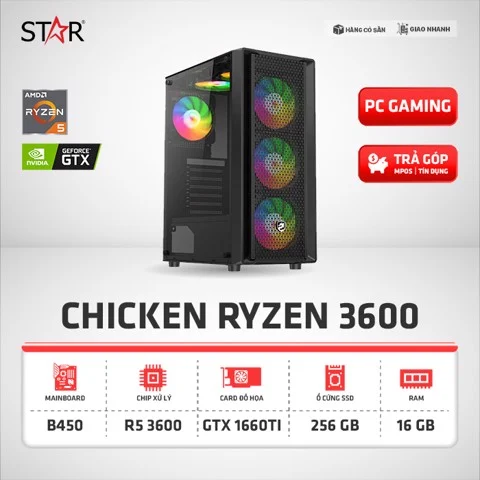 STAR
HÀNG CÓ SẴN
GIAO NHANH
AMD
RYZEN
5
NVIDIA
GEFORCE
GTX
PC GAMING
TRẢ GÓP
MPOS | TÍN DỤNG
CHICKEN RYZEN 3600
MAINBOARD
B450
CHIP XỬ LÝ
R5 3600
CARD ĐỒ HỌA
GTX 1660TI
Ổ CỨNG SSD
256 GB
RAM
16 GB